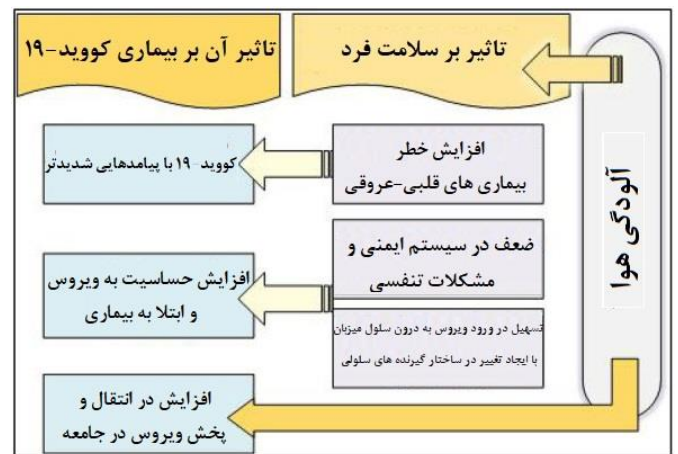 آلودگی هوا
تاثیر بر سلامت فرد
تاثیر آن بر بیماری کووید-۱۹
افزایش خطر
بیماری های قلبی-عروقی
کووید- ۱۹ با پیامدهایی شدیدتر
ضعف در سیستم ایمنی و
مشکلات تنفسی
تسهیل در ورود ویروس به درون سلول میزبان
با ایجاد تغییر در ساختار گیرنده های سلولی
افزایش حساسیت به ویروس
و ابتلا به بیماری
افزایش در انتقال و
پخش ویروس در جامعه